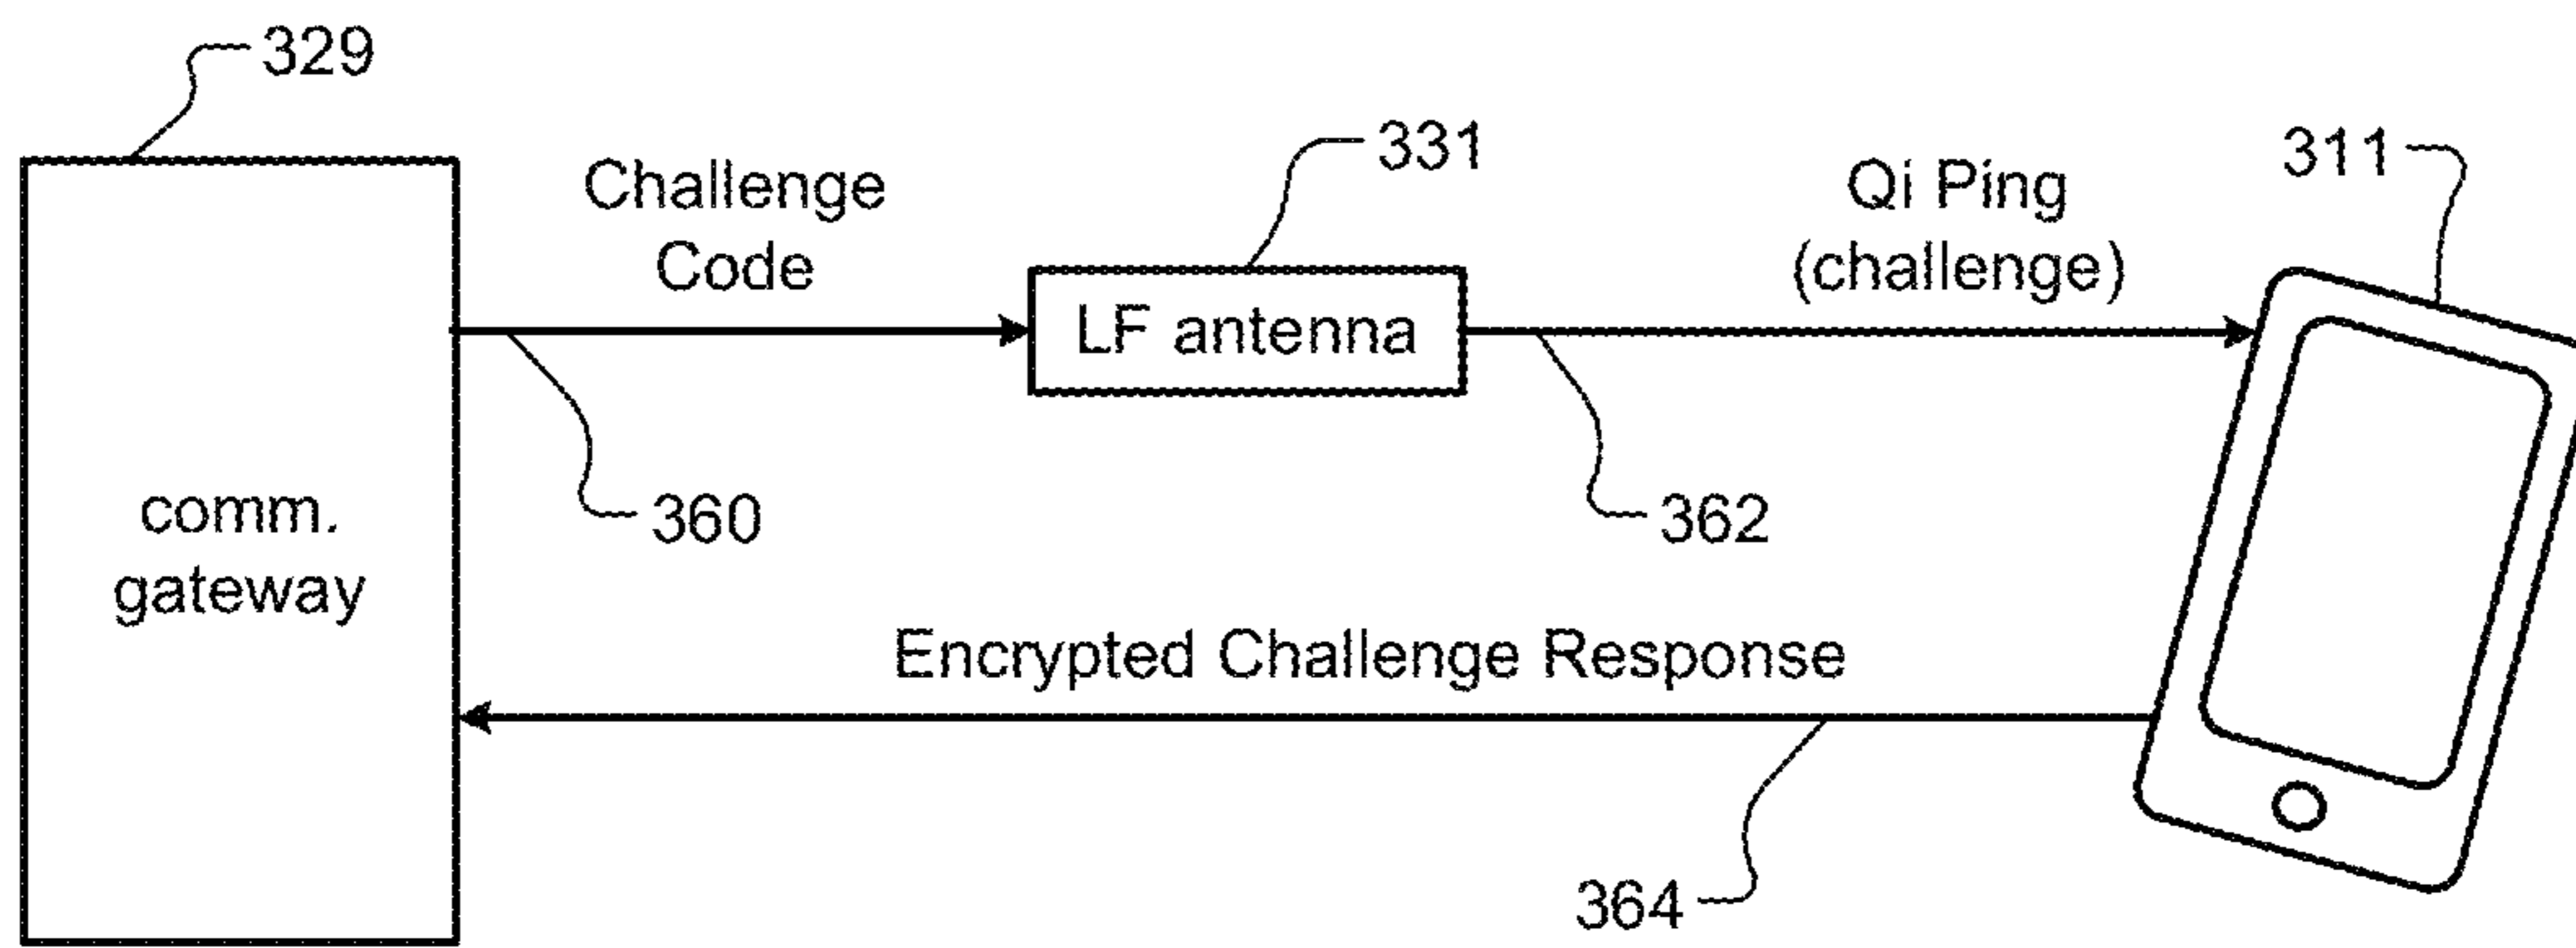 329
331
311
Challenge
Code
Qi Ping
(challenge)
LF antenna
comm.
gateway
360
362
Encrypted Challenge Response
364